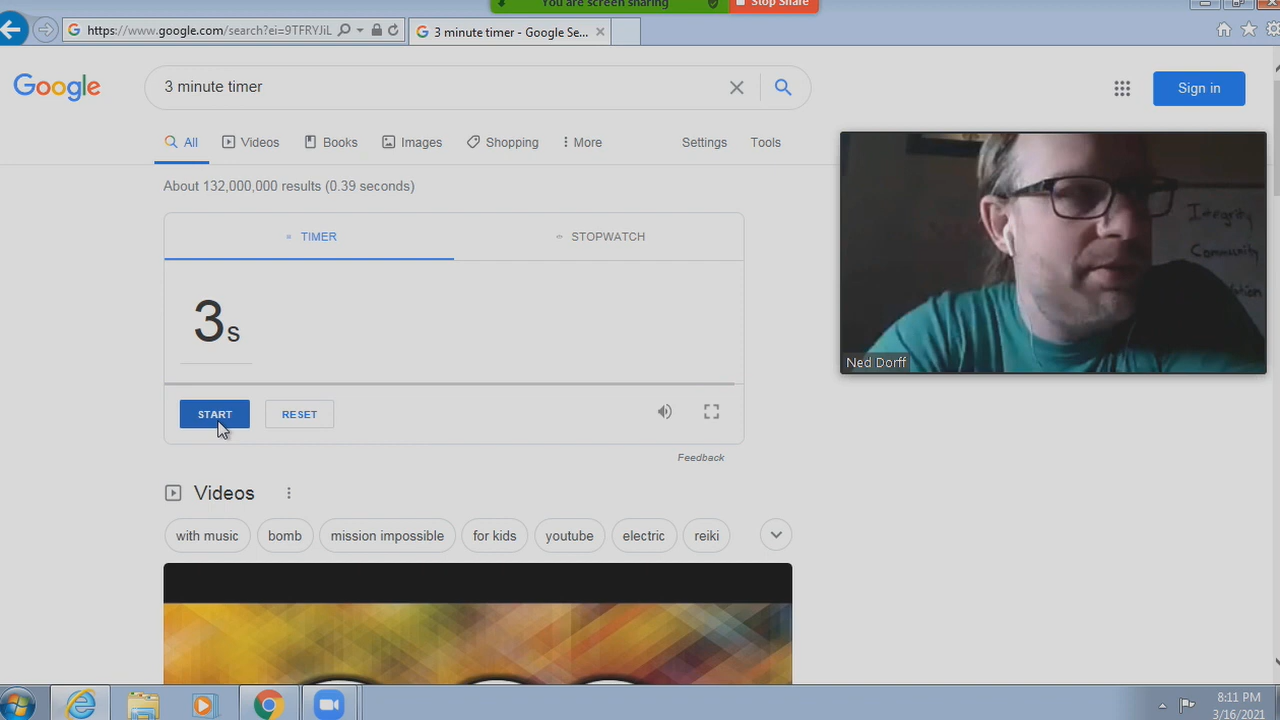 You are screen sharing
Stop Share
https://www.google.com/search?ei=9TFRYJiL
3 minute timer - Google Se...
Google
3 minute timer
Sign in
All
Videos
Books
Images
Shopping
More
Settings
Tools
About 132,000,000 results (0.39 seconds)
TIMER
STOPWATCH
3s
START
RESET
Feedback
Integrity
Community
Ned Dorff
Videos
with music
bomb
mission impossible
for kids
youtube
electric
reiki
8:11 PM
3/16/2021